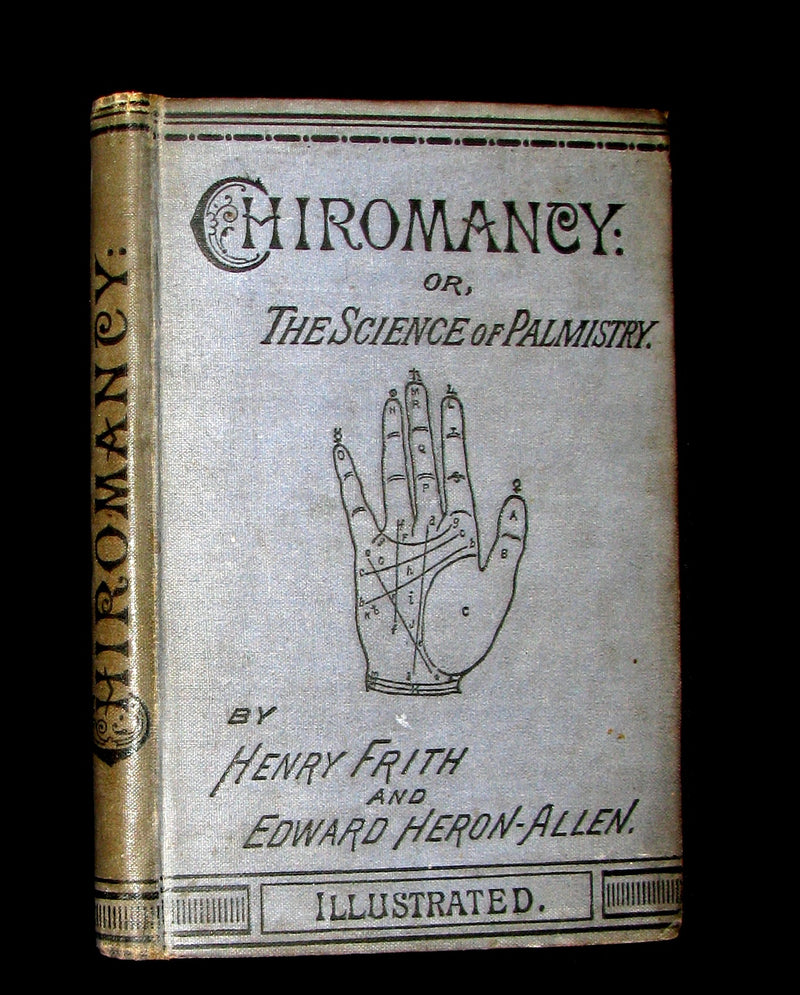 CHIROMANCY:
CHIROMANCY:
OR,
THE SCIENCE OF PALMISTRY.
BY
HENRY FRITH
AND
EDWARD HERON-ALLEN.
ILLUSTRATED.